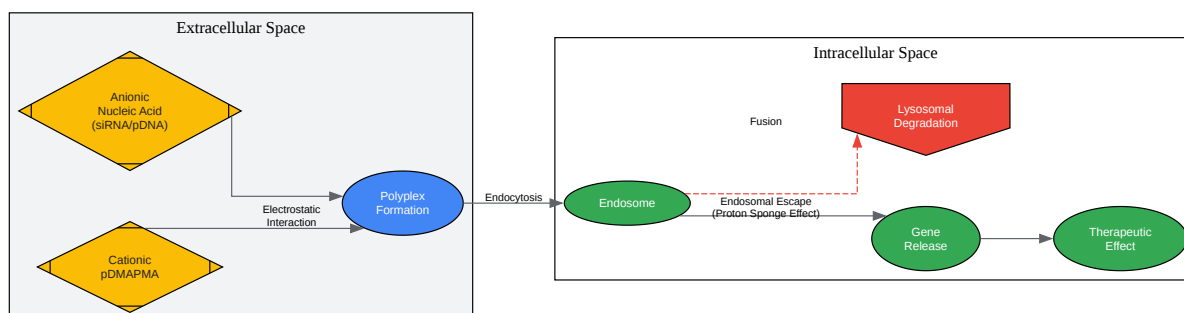 Extracellular Space
Anionic
Nucleic Acid
(siRNA/pDNA)
Electrostatic
Interaction
Cationic
pDMAPMA
Polyplex
Formation
Endocytosis
Intracellular Space
Endosome
Fusion
Lysosomal
Degradation
Endosomal Escape
(Proton Sponge Effect)
Gene
Release
Therapeutic
Effect